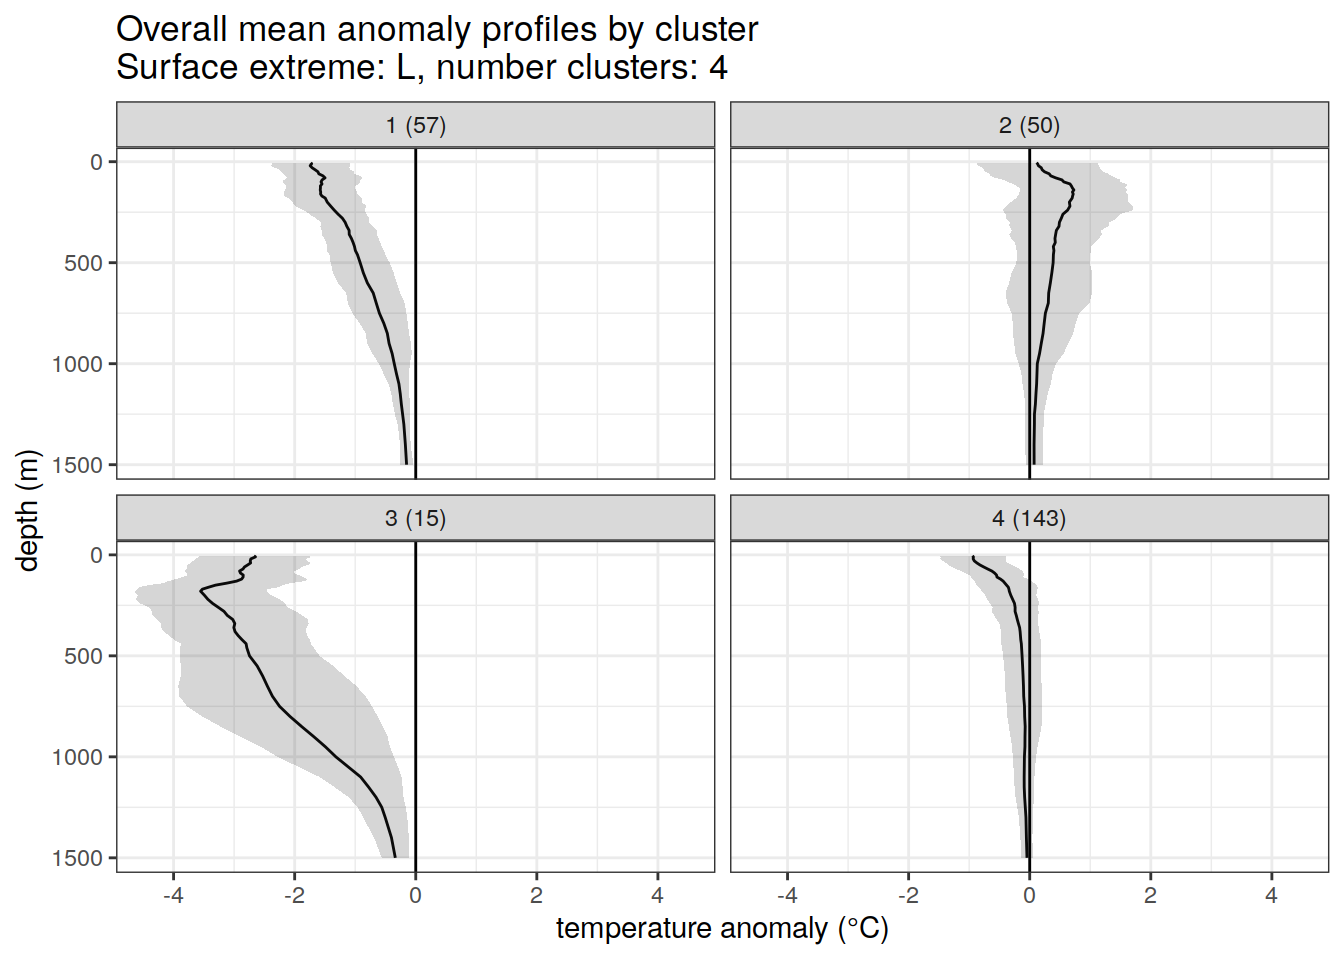 Overall mean anomaly profiles by cluster
Surface extreme: L, number clusters: 4
1 (57)
2 (50)
0
500
1000
1500
3 (15)
4 (143)
0
500
1000
1500
depth (m)
-4 -2 0 2 4
-4 -2 0 2 4
temperature anomaly (°C)